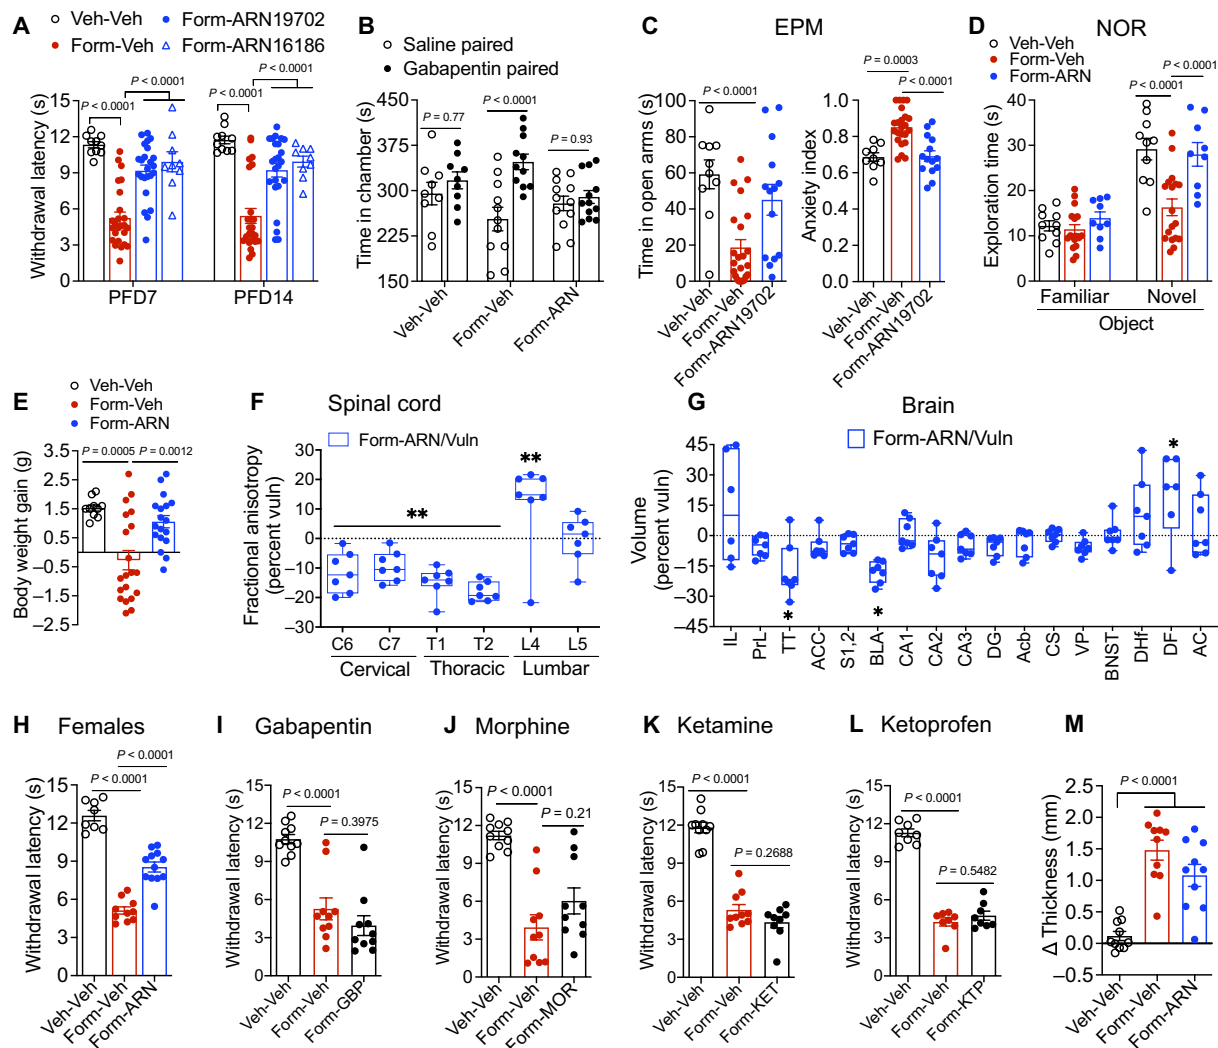 A
Veh-Veh
Form-ARN19702
Form-Veh
Form-ARN16186
P < 0.0001
P < 0.0001
P < 0.0001
P < 0.0001
Withdrawal latency (s)
15
12
9
6
3
0
PFD7
PFD14
B
Saline paired
Gabapentin paired
P < 0.0001
P = 0.77
P = 0.93
Time in chamber (s)
450
375
300
225
150
Veh-Veh
Form-Veh
Form-ARN
C
EPM
P < 0.0001
Time in open arms (s)
100
80
60
40
20
0
Veh-Veh
Form-Veh
Form-ARN19702
P = 0.0003
P < 0.0001
Anxiety index
1.0
0.8
0.6
0.4
0.2
0.0
Veh-Veh
Form-Veh
Form-ARN19702
D
NOR
Veh-Veh
Form-Veh
Form-ARN
P < 0.0001
P < 0.0001
Exploration time (s)
40
30
20
10
0
Familiar
Novel
Object
E
Veh-Veh
Form-Veh
Form-ARN
P = 0.0005
P = 0.0012
Body weight gain (g)
3.5
2.5
1.5
0.5
–0.5
–1.5
–2.5
F
Spinal cord
Form-ARN/Vuln
**
**
Fractional anisotropy
(percent vuln)
30
20
10
0
–10
–20
–30
C6
C7
T1
T2
L4
L5
Cervical
Thoracic
Lumbar
G
Brain
Form-ARN/Vuln
*
*
*
Volume
(percent vuln)
45
30
15
0
–15
–30
–45
IL
PrL
TT
ACC
S1,2
BLA
CA1
CA2
CA3
DG
Acb
CS
VP
BNST
DHf
DF
AC
H
Females
P < 0.0001
P < 0.0001
Withdrawal latency (s)
15
12
9
6
3
0
Veh-Veh
Form-Veh
Form-ARN
I
Gabapentin
P < 0.0001
P = 0.3975
Withdrawal latency (s)
15
12
9
6
3
0
Veh-Veh
Form-Veh
Form-GBP
J
Morphine
P < 0.0001
P = 0.21
Withdrawal latency (s)
15
12
9
6
3
0
Veh-Veh
Form-Veh
Form-MOR
K
Ketamine
P < 0.0001
P = 0.2688
Withdrawal latency (s)
15
12
9
6
3
0
Veh-Veh
Form-Veh
Form-KET
L
Ketoprofen
P < 0.0001
P = 0.5482
Withdrawal latency (s)
15
12
9
6
3
0
Veh-Veh
Form-Veh
Form-KTP
M
P < 0.0001
Δ Thickness (mm)
2.5
2.0
1.5
1.0
0.5
0.0
–0.5
Veh-Veh
Form-Veh
Form-ARN